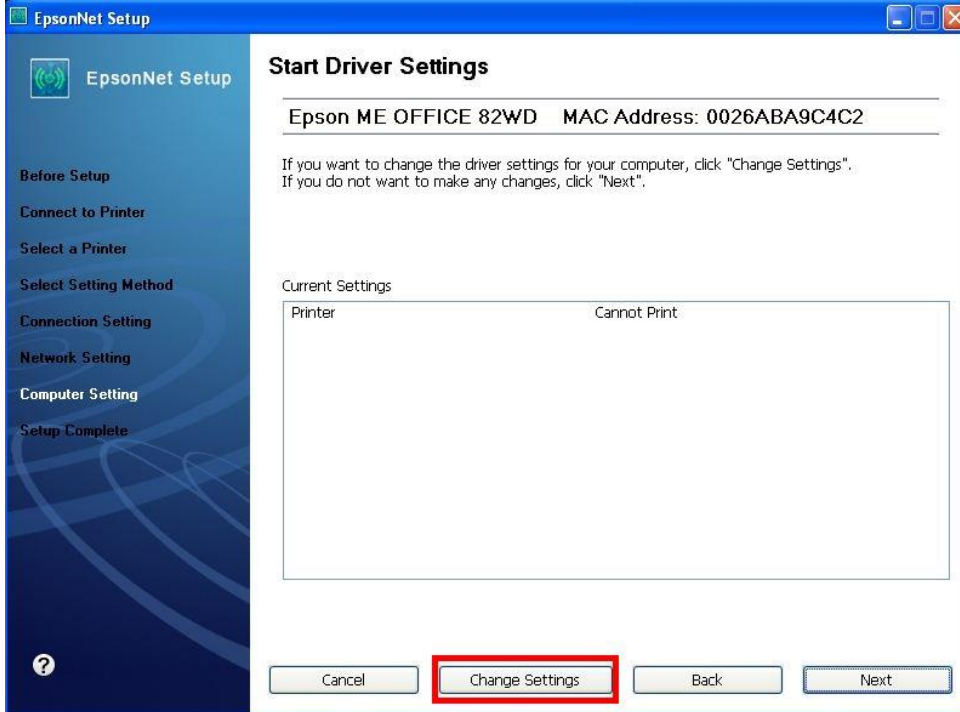 EpsonNet Setup
EpsonNet Setup
Before Setup
Connect to Printer
Select a Printer
Select Setting Method
Connection Setting
Network Setting
Computer Setting
Setup Complete
?
Start Driver Settings
Epson ME OFFICE 82WD MAC Address: 0026ABA9C4C2
If you want to change the driver settings for your computer, click "Change Settings".
If you do not want to make any changes, click "Next".
Current Settings
Printer Cannot Print
Cancel Change Settings Back Next